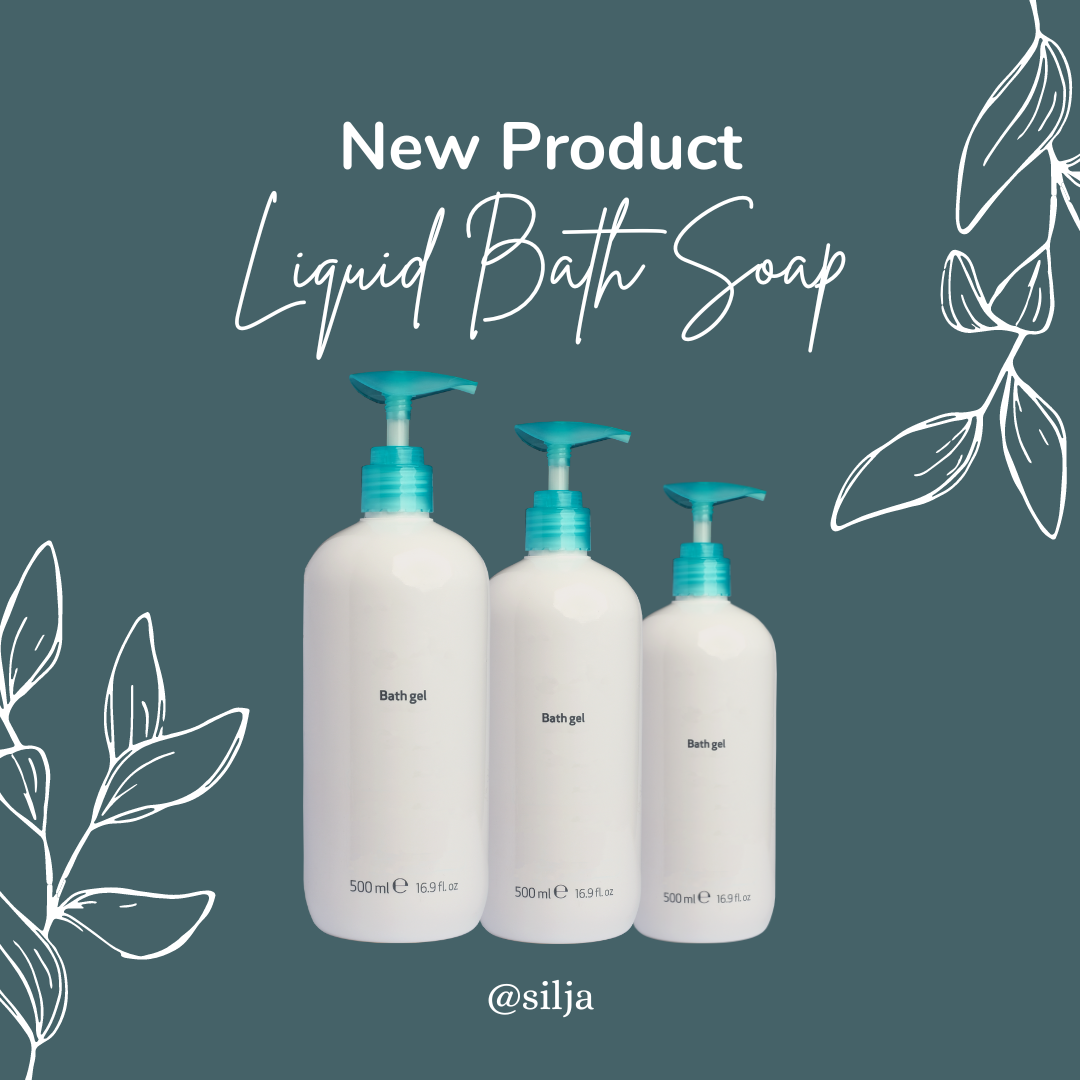 New Product
Liquid Bath Soap
Bath gel
Bath gel
Bath gel
500 ml ℮ 16.9 fl. oz
500 ml ℮ 16.9 fl. oz
500 ml ℮ 16.9 fl. oz
@silja